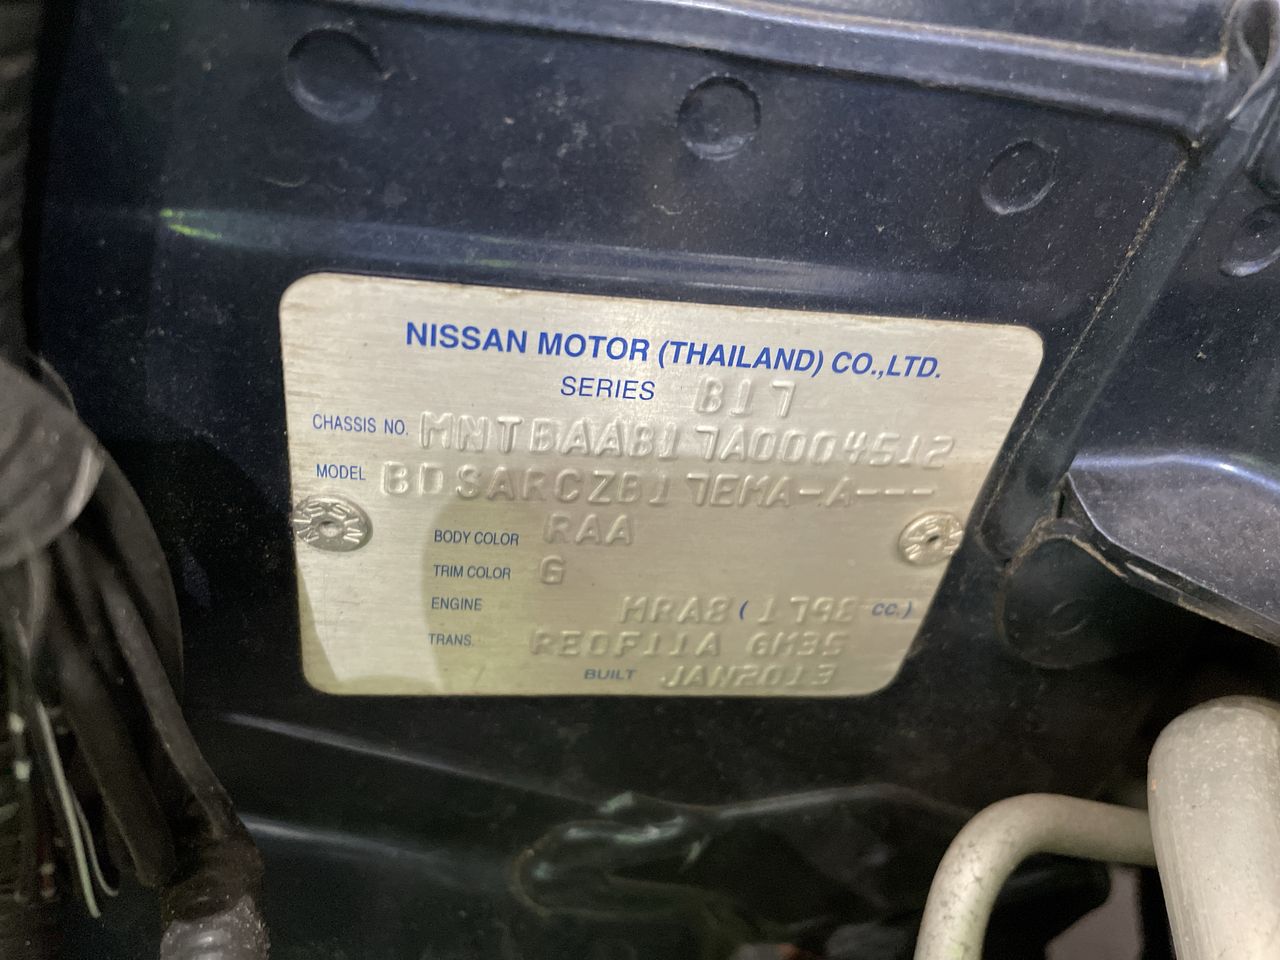 NISSAN MOTOR (THAILAND) CO.,LTD.
SERIES B17
CHASSIS NO. MNTBAAB17A0004512
MODEL BDSARCZB17EMA-A---
BODY COLOR RAA
TRIM COLOR G
ENGINE MRA8 (1798 CC.)
TRANS. RE0F11A GM35
BUILT JAN2013